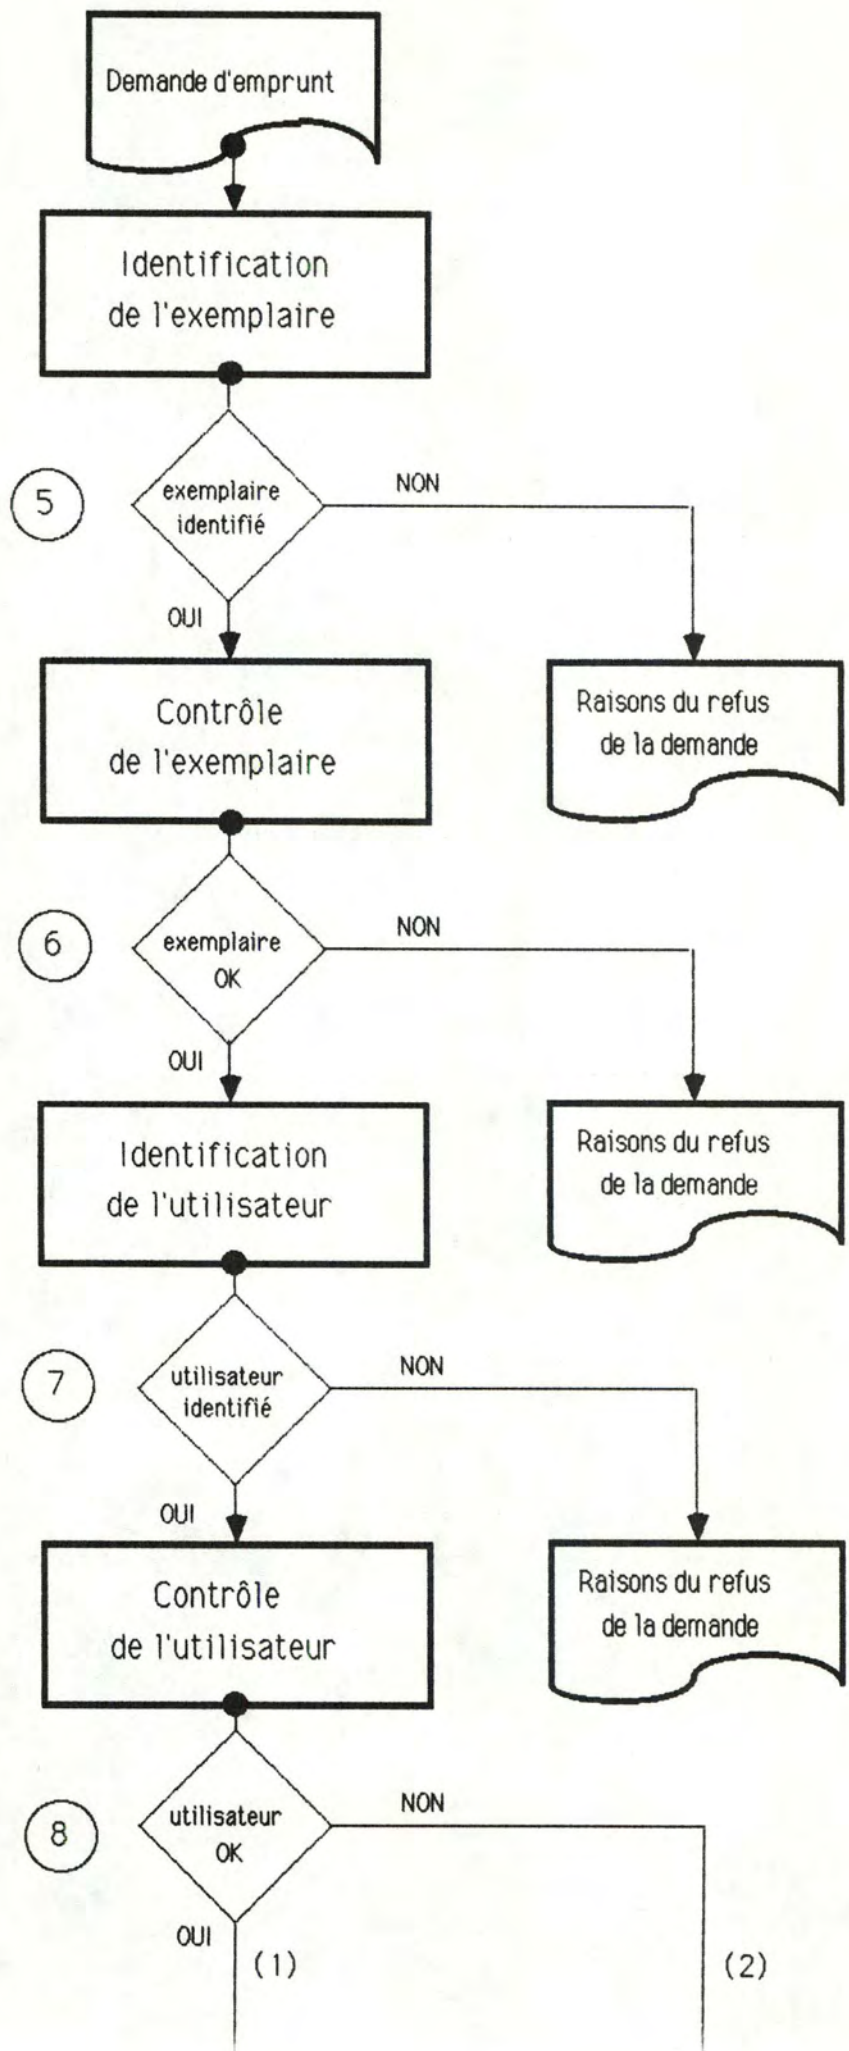 Demande d'emprunt
Identification
de l'exemplaire
5
exemplaire
identifié
NON
OUI
Contrôle
de l'exemplaire
Raisons du refus
de la demande
6
exemplaire
OK
NON
OUI
Identification
de l'utilisateur
Raisons du refus
de la demande
7
utilisateur
identifié
NON
OUI
Contrôle
de l'utilisateur
Raisons du refus
de la demande
8
utilisateur
OK
NON
OUI
(1)
(2)